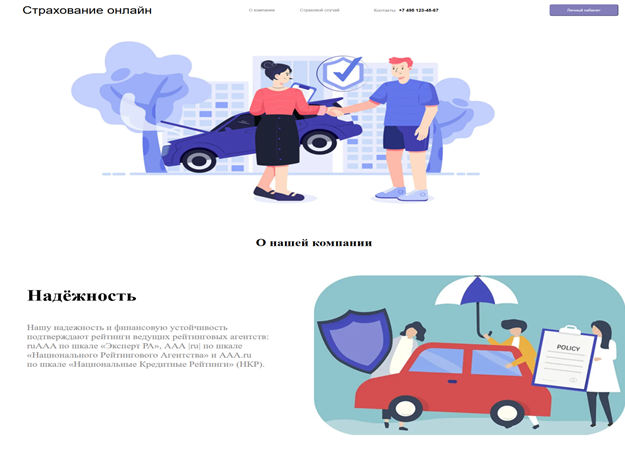 Страхование онлайн
О компании
Страховой случай
Контакты +7 495 123-45-67
Личный кабинет
О нашей компании
Надёжность
Нашу надежность и финансовую устойчивость
подтверждают рейтинги ведущих рейтинговых агентств:
ruAAA по шкале «Эксперт РА», AAA |ru| по шкале
«Национального Рейтингового Агентства» и AAA.ru
по шкале «Национальные Кредитные Рейтинги» (НКР).
POLICY